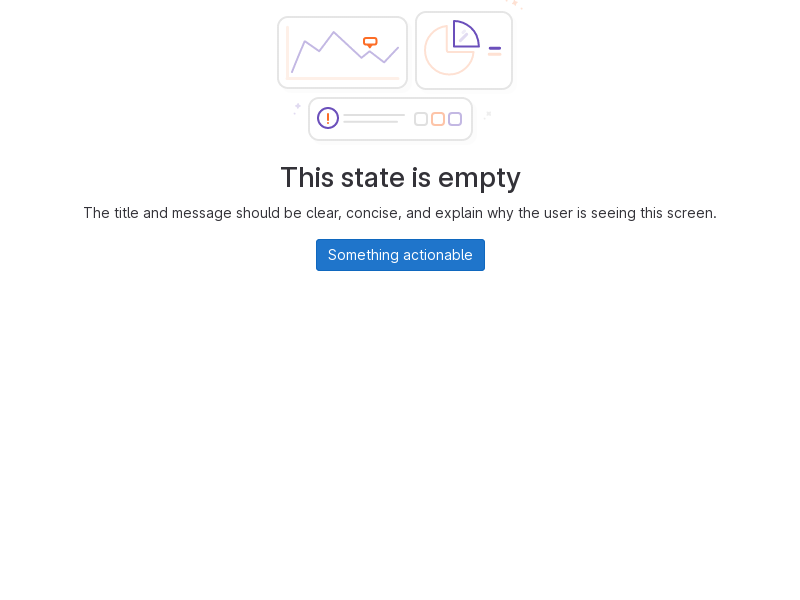 This state is empty
The title and message should be clear, concise, and explain why the user is seeing this screen.
Something actionable